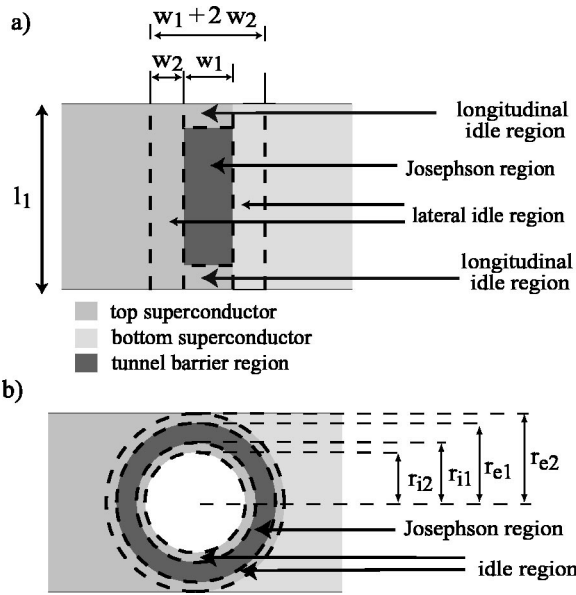 a)
w1+2 w2
w2 w1
longitudinal
idle region
Josephson region
l1
lateral idle region
longitudinal
idle region
top superconductor
bottom superconductor
tunnel barrier region
b)
ri2 ri1 re1 re2
Josephson region
idle region